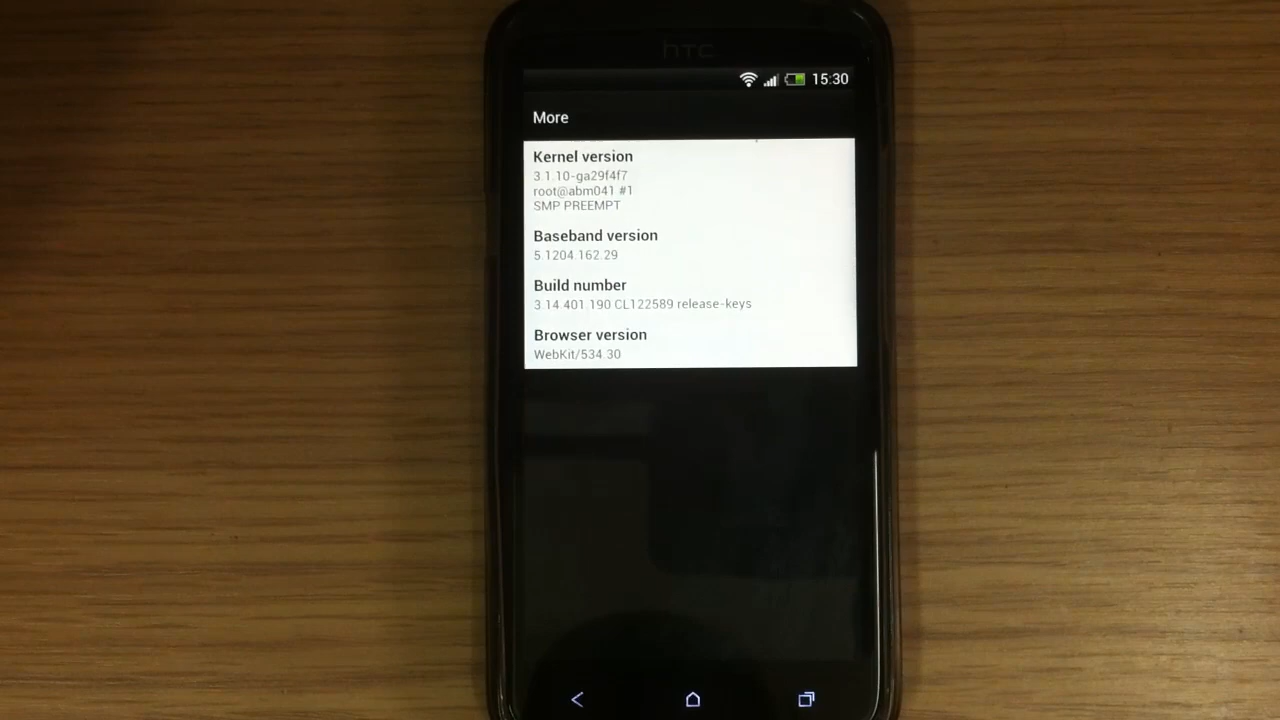 hTC
15:30
More
Kernel version
3.1.10-ga29f4f7
root@abm041 #1
SMP PREEMPT
Baseband version
5.1204.162.29
Build number
3.14.401.190 CL122589 release-keys
Browser version
WebKit/534.30